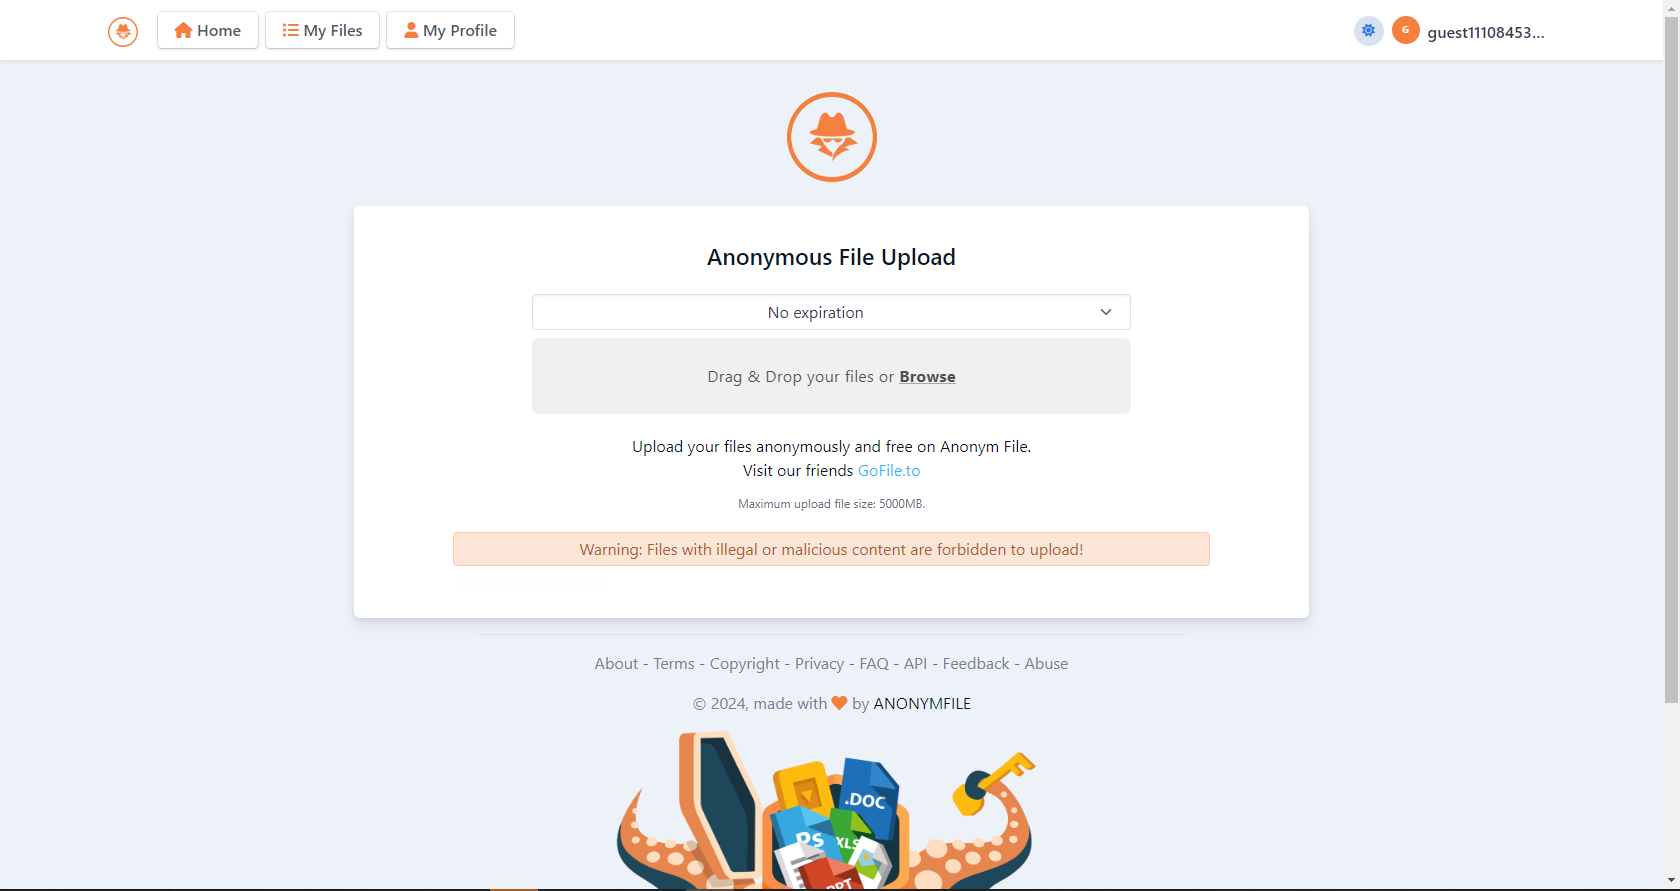 Home
My Files
My Profile
G
guest11108453...
Anonymous File Upload
No expiration
Drag & Drop your files or Browse
Upload your files anonymously and free on Anonym File.
Visit our friends GoFile.to
Maximum upload file size: 5000MB.
Warning: Files with illegal or malicious content are forbidden to upload!
About - Terms - Copyright - Privacy - FAQ - API - Feedback - Abuse
© 2024, made with by ANONYMFILE
.DOC
PS
XLS
PPT